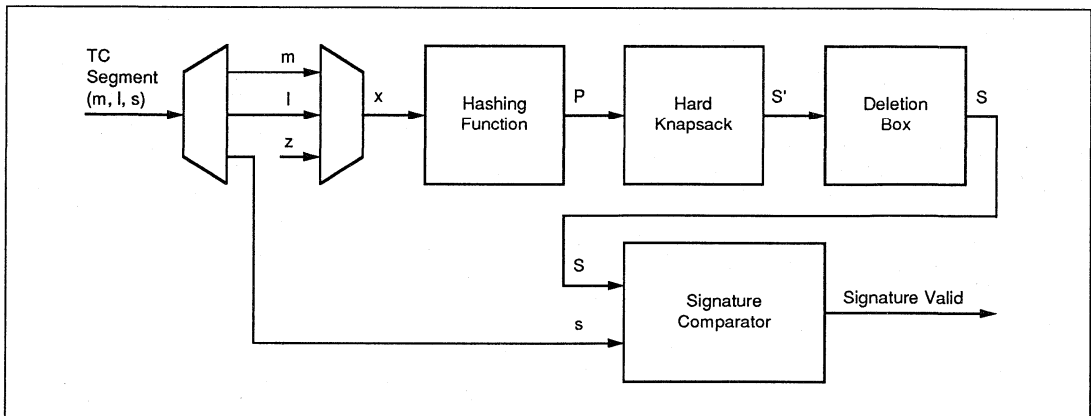 TC
Segment
(m, I, s)
m
I
z
x
Hashing
Function
P
Hard
Knapsack
S'
Deletion
Box
S
S
s
Signature
Comparator
Signature Valid